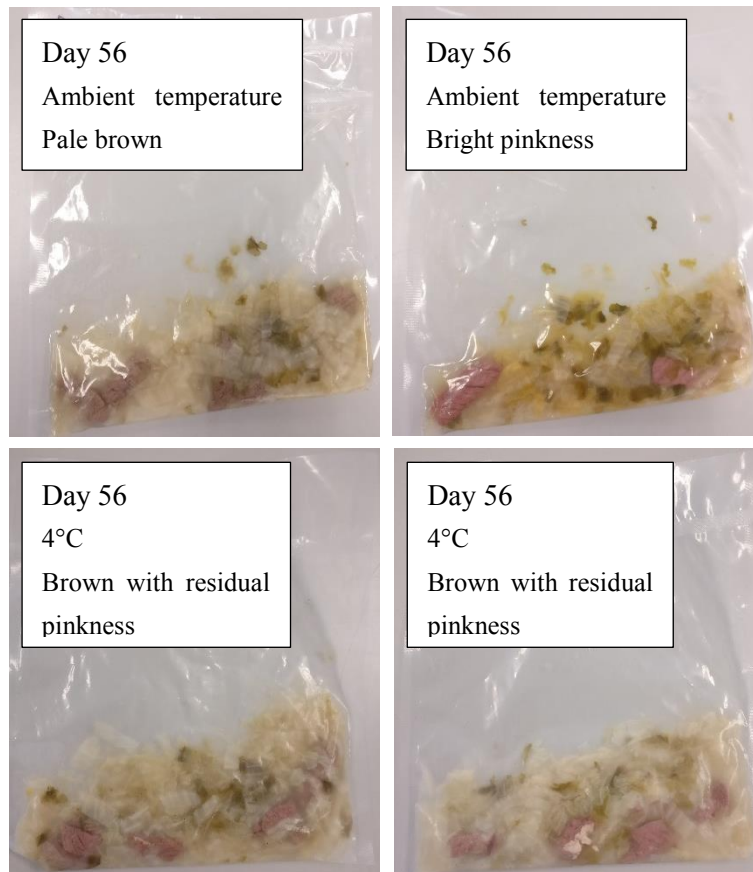 Day 56
Ambient temperature
Pale brown
Day 56
Ambient temperature
Bright pinkness
Day 56
4°C
Brown with residual
pinkness
Day 56
4°C
Brown with residual
pinkness